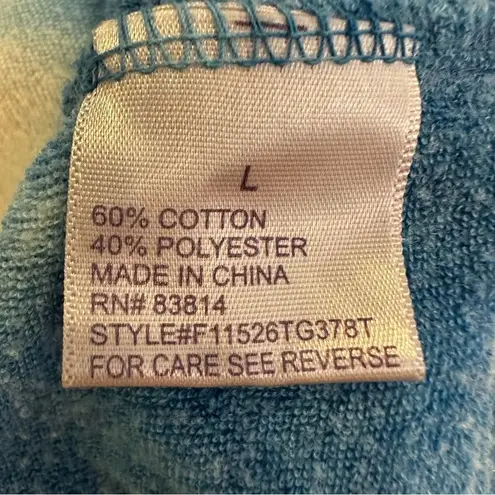 L
60% COTTON
40% POLYESTER
MADE IN CHINA
RN# 83814
STYLE#F11526TG378T
FOR CARE SEE REVERSE